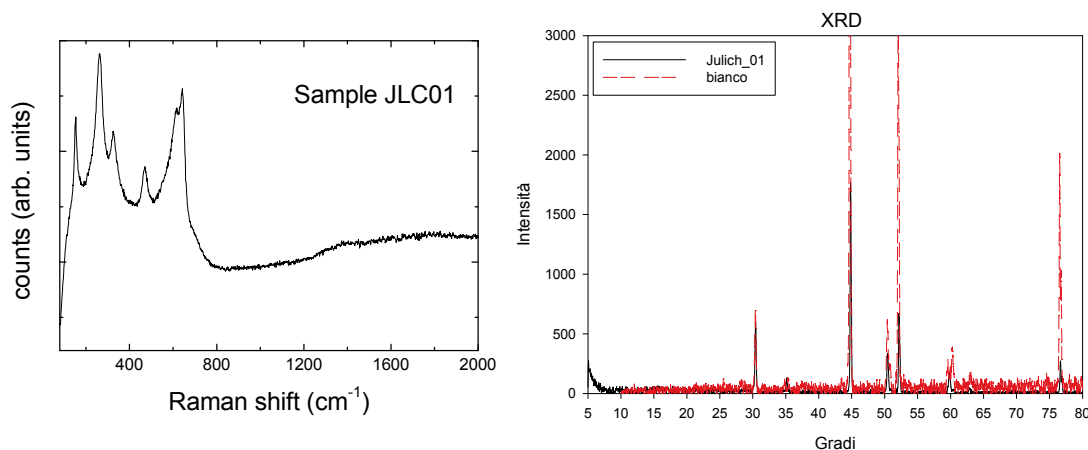 counts (arb. units)
Sample JLC01
400 800 1200 1600 2000
Raman shift (cm-1)
XRD
Intensità
3000
2500
2000
1500
1000
500
0
Julich_01
bianco
5 10 15 20 25 30 35 40 45 50 55 60 65 70 75 80
Gradi